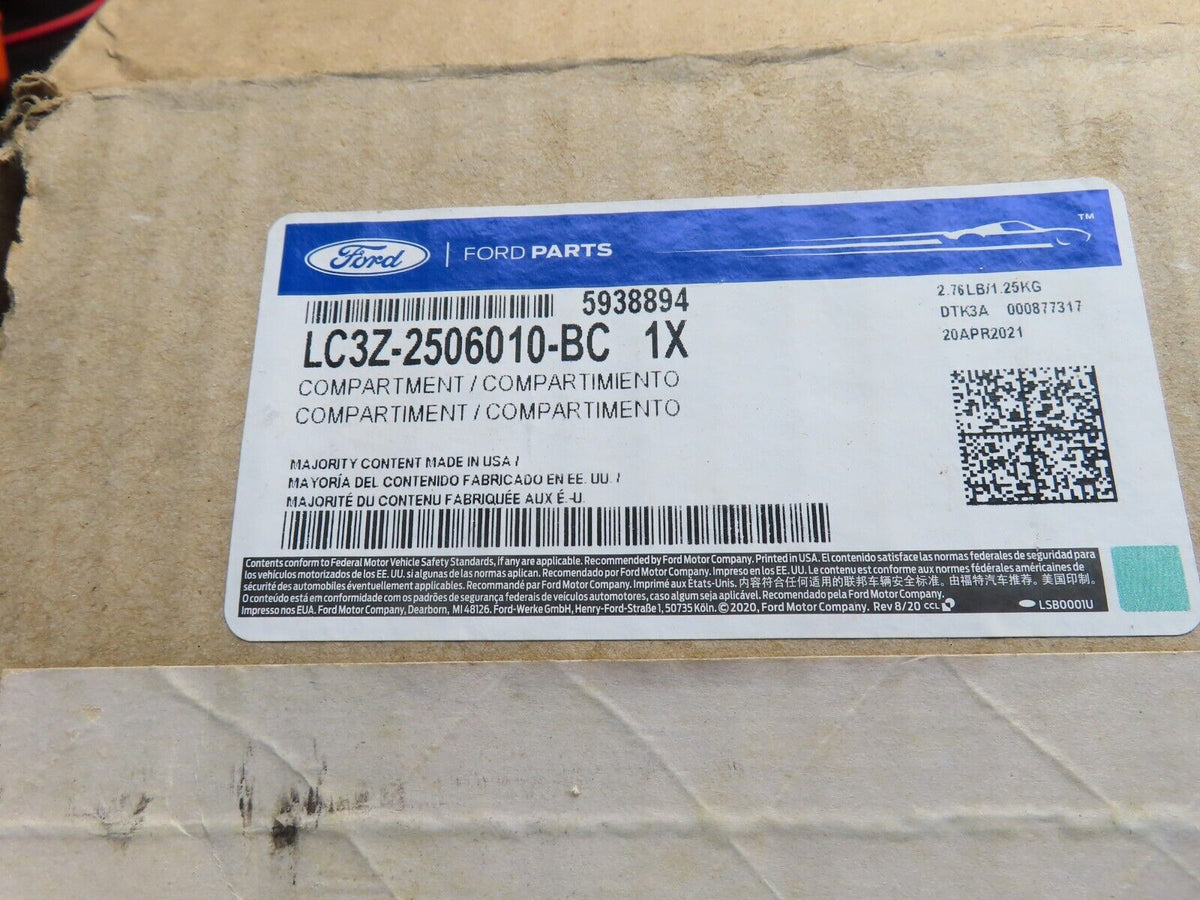 Ford FORD PARTS TM
5938894
LC3Z-2506010-BC 1X
COMPARTMENT / COMPARTIMIENTO
COMPARTIMENT / COMPARTIMENTO
2.76LB/1.25KG
DTK3A 000877317
20APR2021
MAJORITY CONTENT MADE IN USA /
MAYORÍA DEL CONTENIDO FABRICADO EN EE. UU. /
MAJORITÉ DU CONTENU FABRIQUÉE AUX É.-U.
Contents conform to Federal Motor Vehicle Safety Standards, if any are applicable. Recommended by Ford Motor Company. Printed in USA. El contenido satisface las normas federales de seguridad para
los vehículos motorizados de los EE. UU. si algunas de las normas aplican. Recomendado por Ford Motor Company. Impreso en los EE. UU. Le contenu est conforme aux normes fédérales américaines de
sécurité des automobiles éventuellement applicables. Recommandé par Ford Motor Company. Imprimé aux États-Unis. 内容符合任何适用的联邦车辆安全标准。由福特汽车推荐。美国印制。
O conteúdo está em conformidade com os padrões de segurança federais de veículos automotores, caso algum seja aplicável. Recomendado pela Ford Motor Company.
Impresso nos EUA. Ford Motor Company, Dearborn, MI 48126. Ford-Werke GmbH, Henry-Ford-Straße 1, 50735 Köln. © 2020, Ford Motor Company. Rev 8/20 CCL LSB0001U